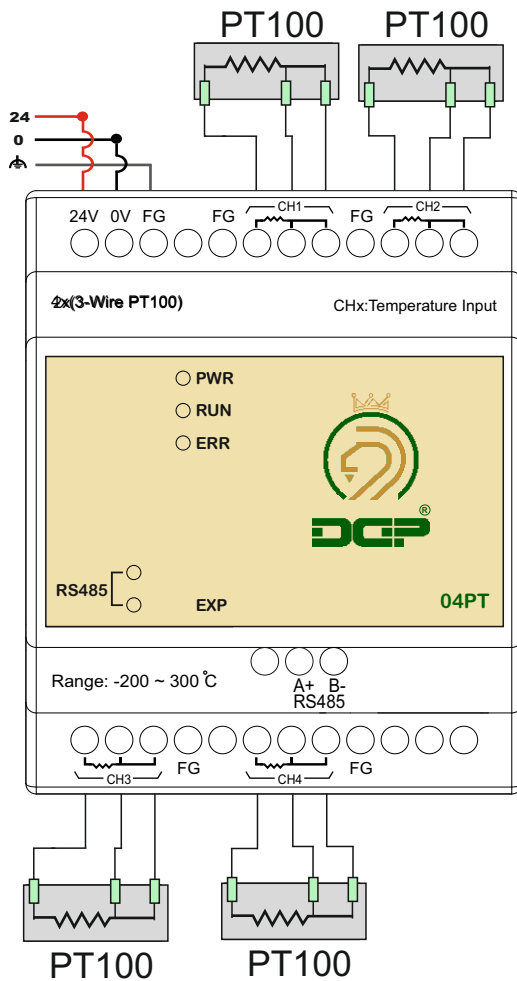 PT100 PT100
24
0
CH1 CH2
24V 0V FG FG FG
4x(3-Wire PT100) CHx:Temperature Input
PWR
RUN
ERR
DCP®
RS485
EXP 04PT
Range: -200 ~ 300 °C
A+ B-
RS485
FG FG
CH3 CH4
PT100 PT100